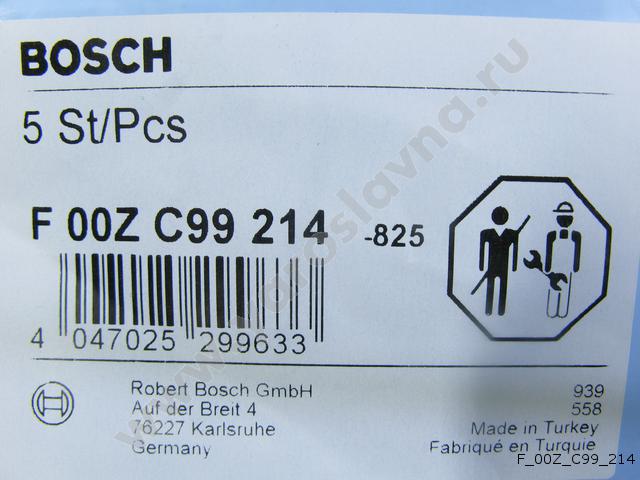 BOSCH
5 St/Pcs
F 00Z C99 214 -825
4 047025 299633
Robert Bosch GmbH
Auf der Breit 4
76227 Karlsruhe
Germany
939
558
Made in Turkey
Fabriqué en Turquie
www.yaroslavna.ru
F_00Z_C99_214